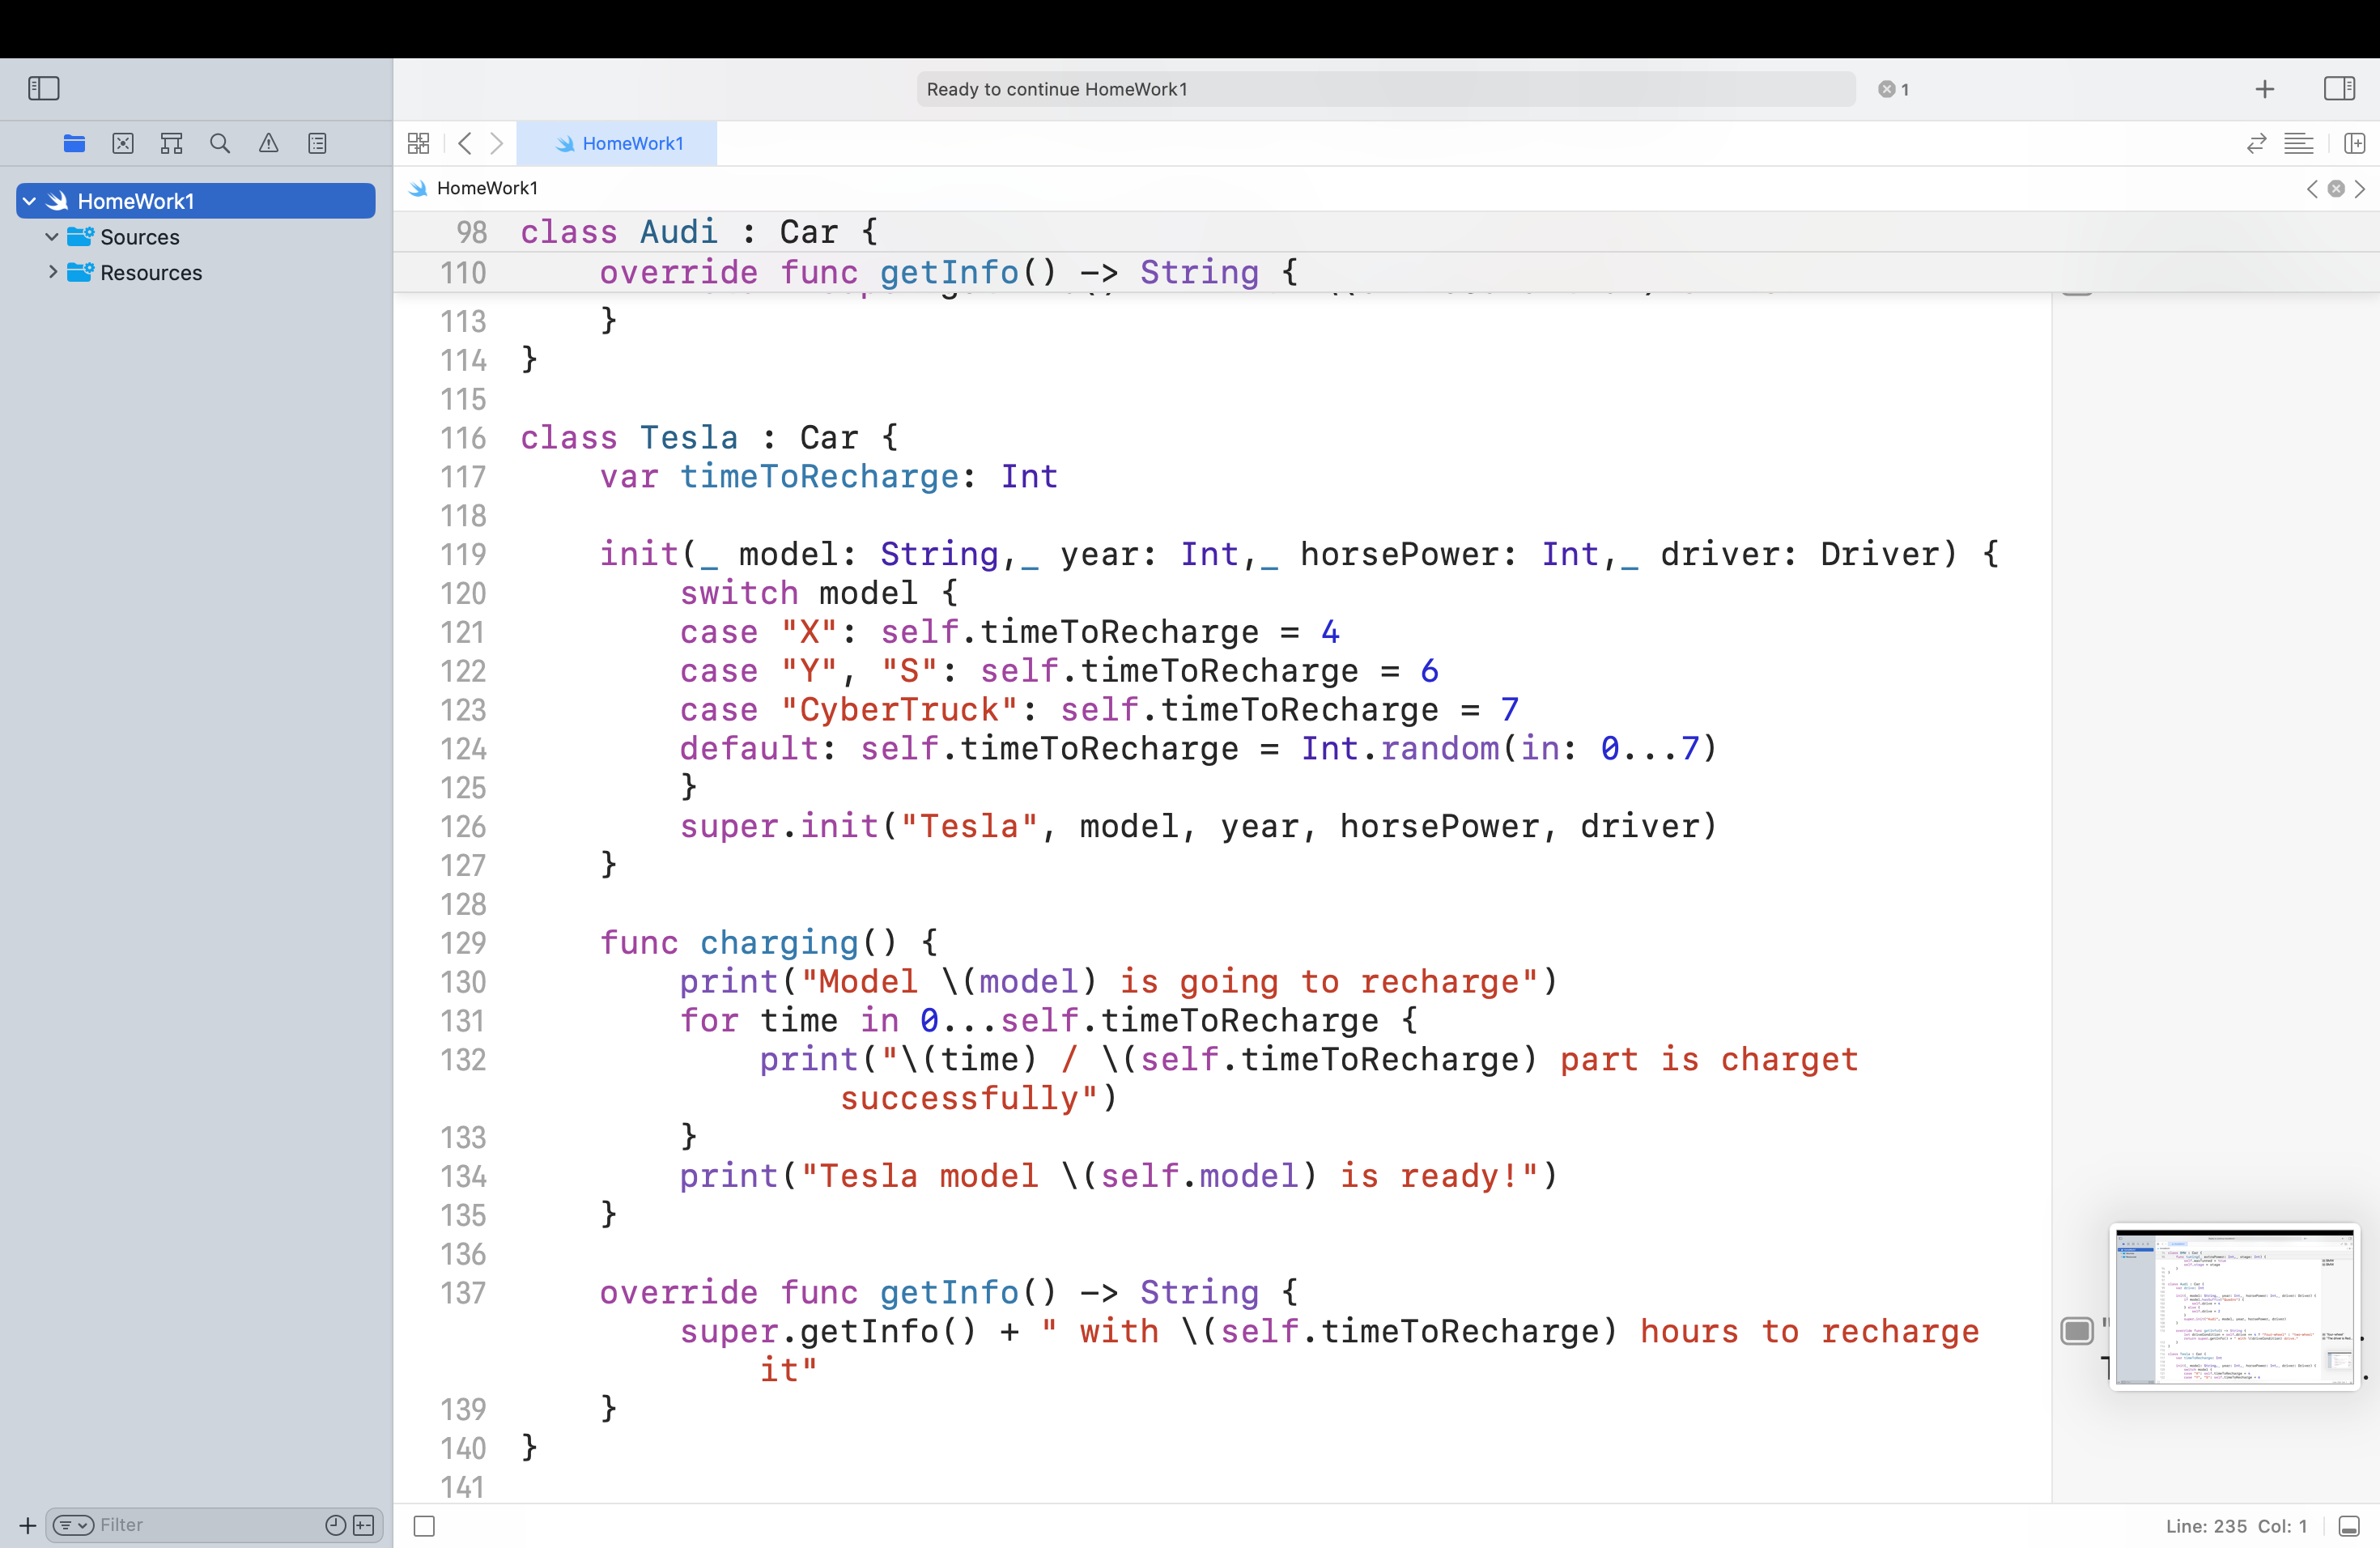 Ready to continue HomeWork1
1
HomeWork1
HomeWork1
Sources
Resources
HomeWork1
98 class Audi : Car {
110 override func getInfo() -> String {
113 }
114 }
115
116 class Tesla : Car {
117 var timeToRecharge: Int
118
119 init(_ model: String,_ year: Int,_ horsePower: Int,_ driver: Driver) {
120 switch model {
121 case "X": self.timeToRecharge = 4
122 case "Y", "S": self.timeToRecharge = 6
123 case "CyberTruck": self.timeToRecharge = 7
124 default: self.timeToRecharge = Int.random(in: 0...7)
125 }
126 super.init("Tesla", model, year, horsePower, driver)
127 }
128
129 func charging() {
130 print("Model \(model) is going to recharge")
131 for time in 0...self.timeToRecharge {
132 print("\(time) / \(self.timeToRecharge) part is charget
successfully")
133 }
134 print("Tesla model \(self.model) is ready!")
135 }
136
137 override func getInfo() -> String {
super.getInfo() + " with \(self.timeToRecharge) hours to recharge
it"
139 }
140 }
141
Filter
Line: 235 Col: 1